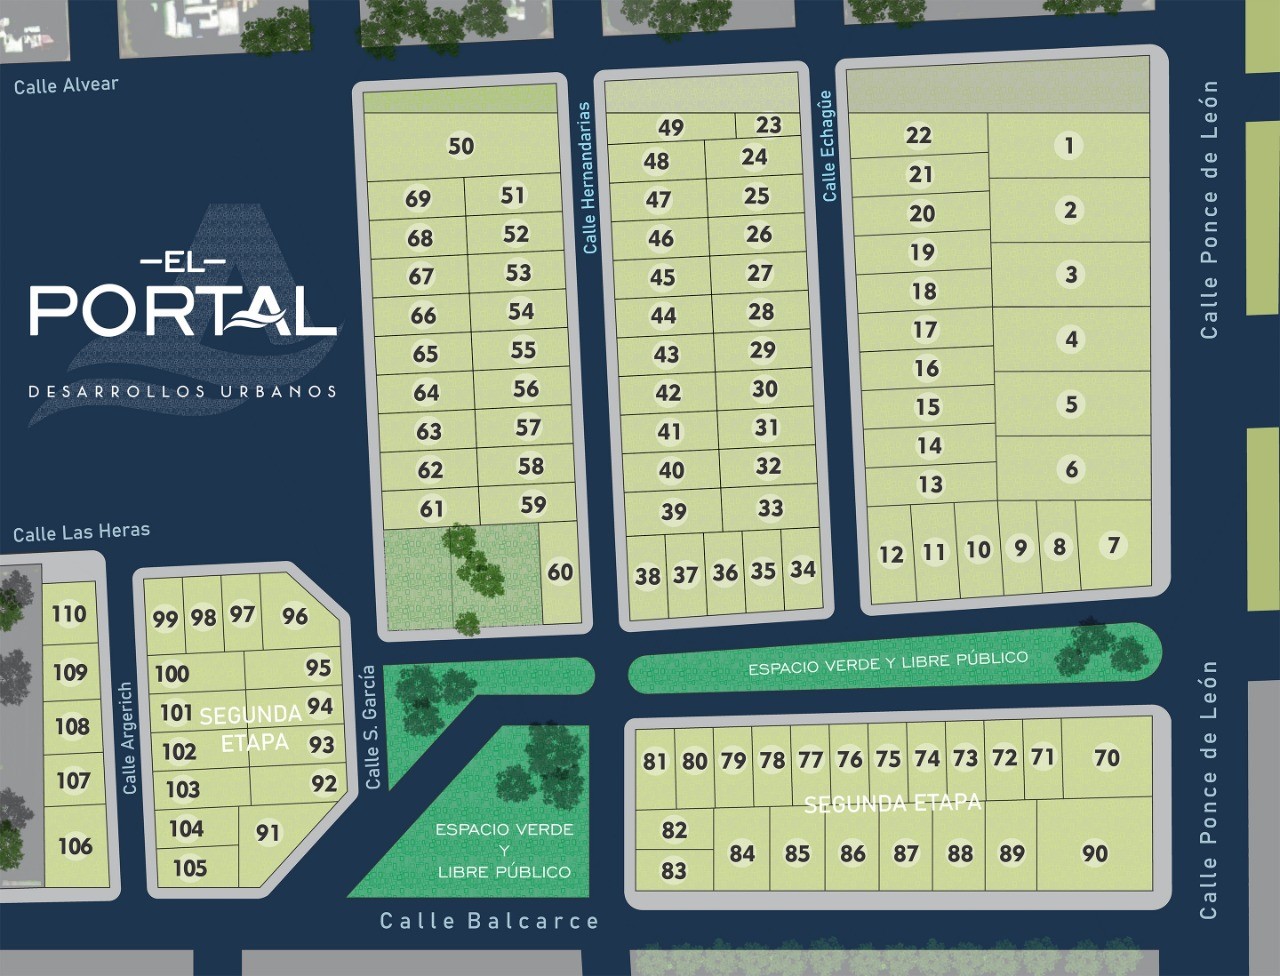 Calle Alvear
Calle Hernandarias
Calle Echagüe
Calle Ponce de León
EL
PORTAL
DESARROLLOS URBANOS
50
69 51
68 52
67 53
66 54
65 55
64 56
63 57
62 58
61 59
60
49 23
48 24
47 25
46 26
45 27
44 28
43 29
42 30
41 31
40 32
39 33
38 37 36 35 34
22 1
21
20 2
19
18 3
17
16 4
15 5
14
13 6
12 11 10 9 8 7
Calle Las Heras
110
109
108
107
106
Calle Argerich
99 98 97 96
100 95
101 94
SEGUNDA
ETAPA
102 93
103 92
104 91
105
Calle S. García
ESPACIO VERDE Y LIBRE PÚBLICO
ESPACIO VERDE
Y
LIBRE PÚBLICO
81 80 79 78 77 76 75 74 73 72 71 70
SEGUNDA ETAPA
82
83 84 85 86 87 88 89 90
Calle Ponce de León
Calle Balcarce